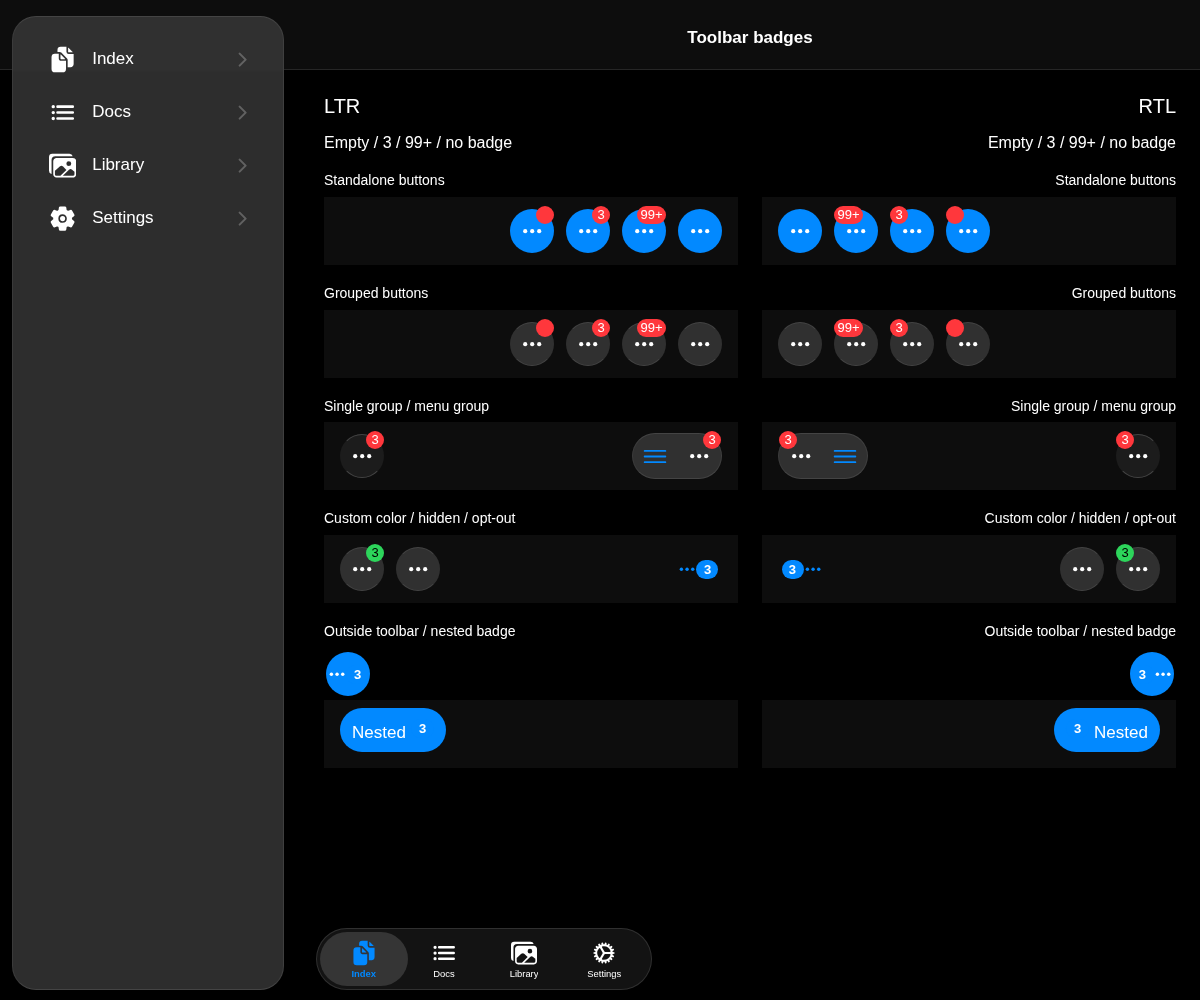 Index
Docs
Library
Settings
Toolbar badges
LTR
Empty / 3 / 99+ / no badge
Standalone buttons
3 99+
Grouped buttons
3 99+
Single group / menu group
3 3
Custom color / hidden / opt-out
3 3
Outside toolbar / nested badge
3
Nested 3
RTL
Empty / 3 / 99+ / no badge
Standalone buttons
99+ 3
Grouped buttons
99+ 3
Single group / menu group
3 3
Custom color / hidden / opt-out
3 3
Outside toolbar / nested badge
3
3 Nested
Index Docs Library Settings